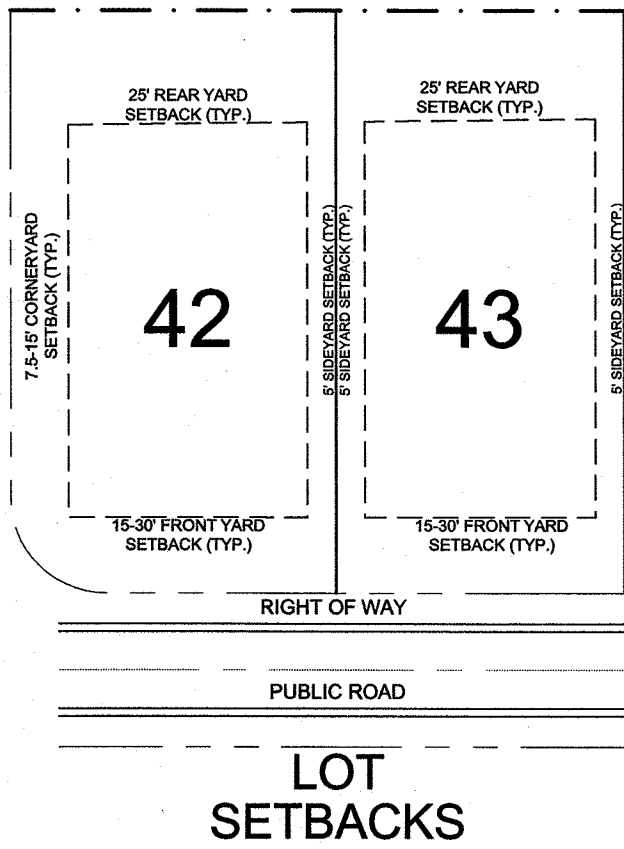 25' REAR YARD
SETBACK (TYP.)
25' REAR YARD
SETBACK (TYP.)
7.5-15' CORNERYARD
SETBACK (TYP.)
42
5' SIDEYARD SETBACK (TYP.)
5' SIDEYARD SETBACK (TYP.)
43
5' SIDEYARD SETBACK (TYP.)
15-30' FRONT YARD
SETBACK (TYP.)
15-30' FRONT YARD
SETBACK (TYP.)
RIGHT OF WAY
PUBLIC ROAD
LOT
SETBACKS